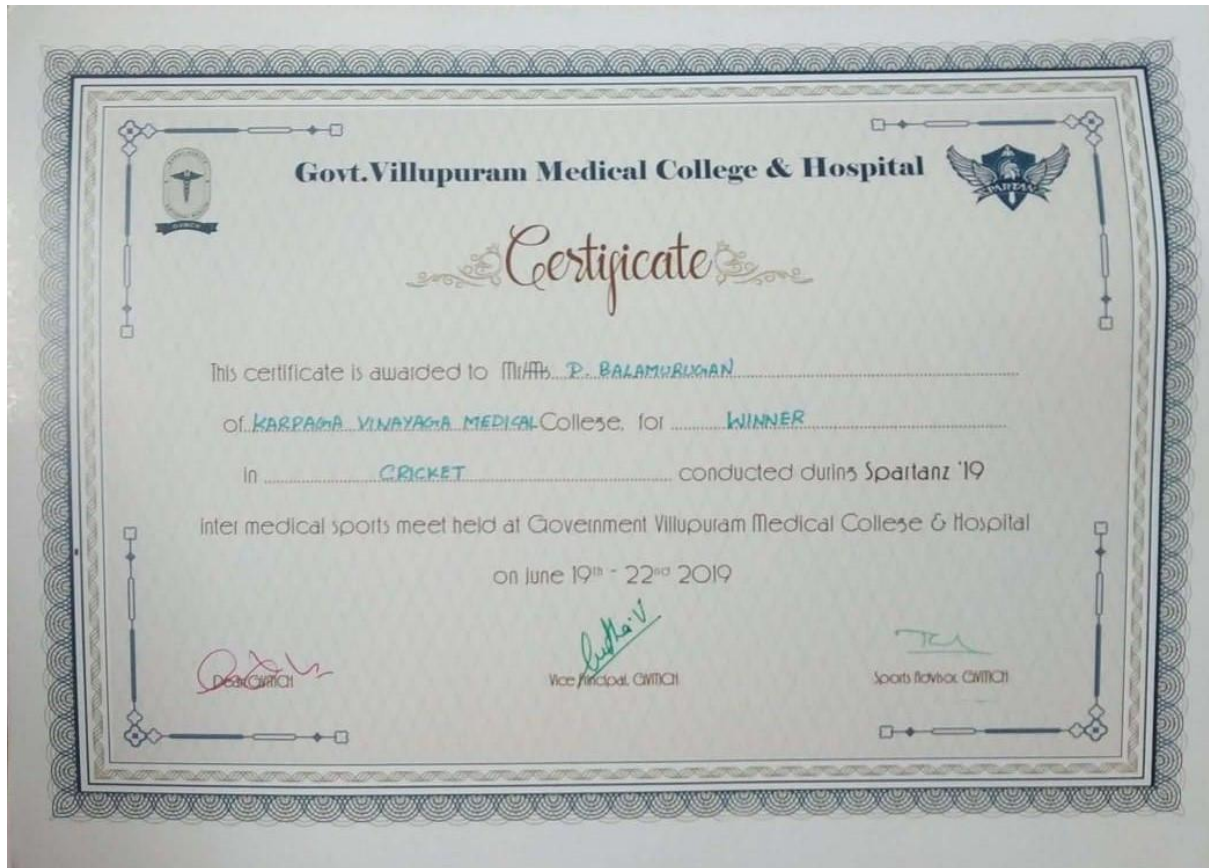 Govt.Villupuram Medical College & Hospital
SPARTANZ
Certificate
This certificate is awarded to Mr/Ms P. BALAMURUGAN
of KARPAGA VINAYAGA MEDICAL College, for WINNER
in CRICKET conducted during Spartanz '19
inter medical sports meet held at Government Villupuram Medical College & Hospital
on June 19th - 22nd 2019
Dean, GVMCH
Vice Principal, GVMCH
Sports Advisor, GVMCH